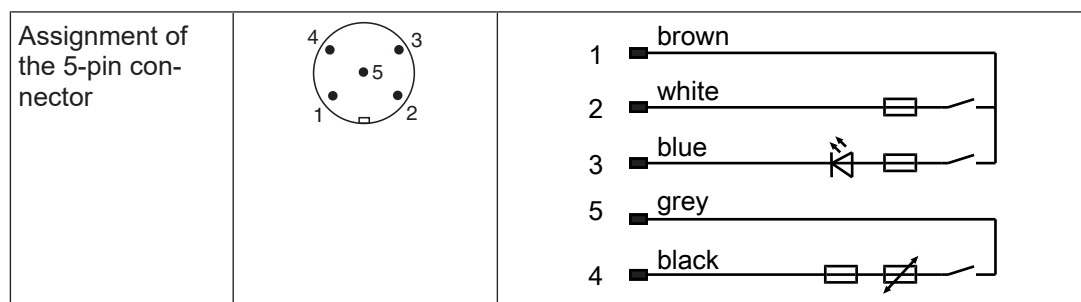 Assignment of
the 5-pin con-
nector
4
3
5
1
2
1 brown
2 white
3 blue
5 grey
4 black